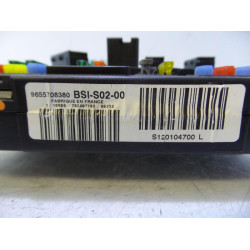 9655708380 BSI-S02-00
FABRIQUE EN FRANCE
S120104700 L